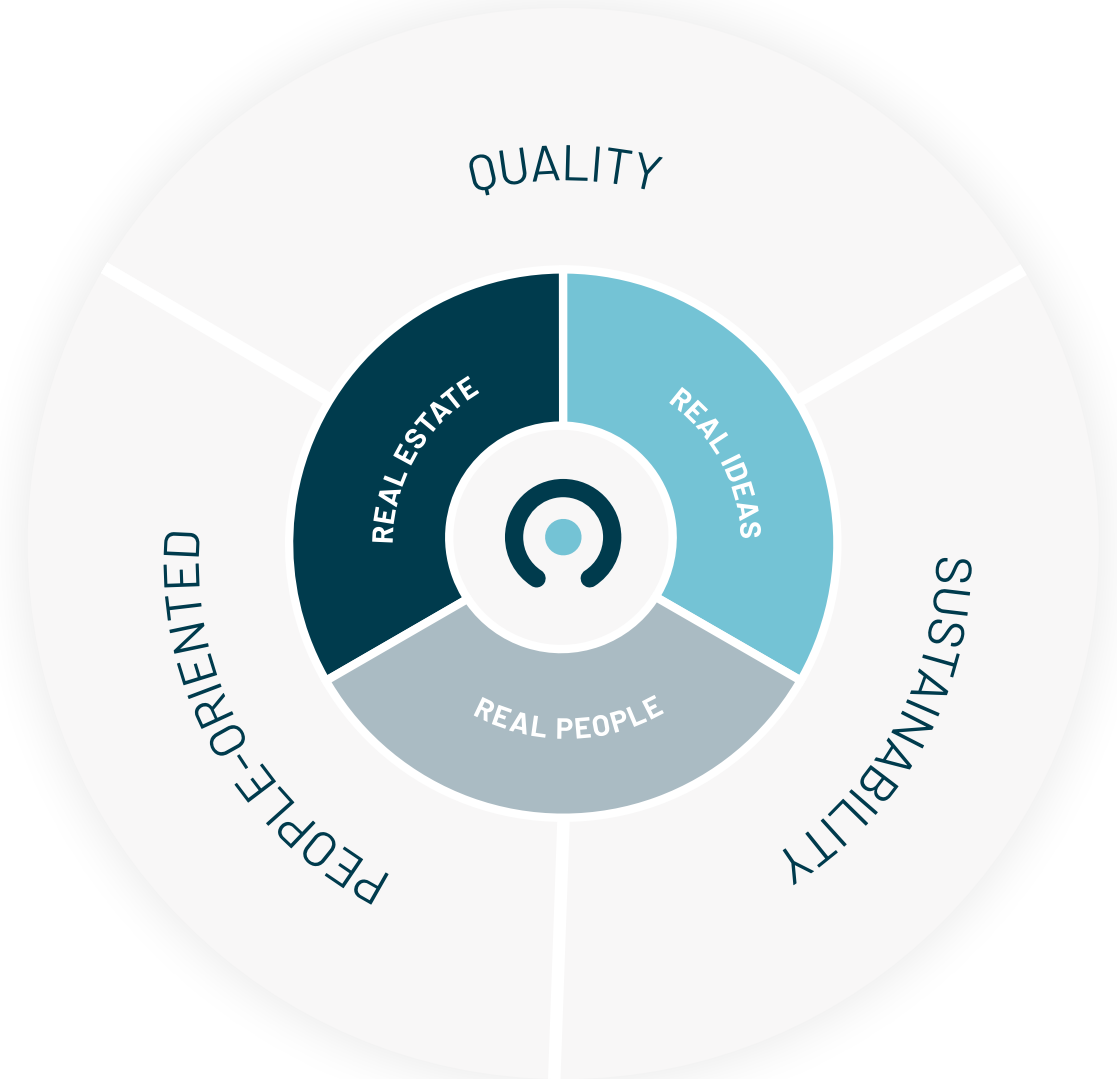 QUALITY
REAL ESTATE
REAL IDEAS
REAL PEOPLE
PEOPLE-ORIENTED
SUSTAINABILITY